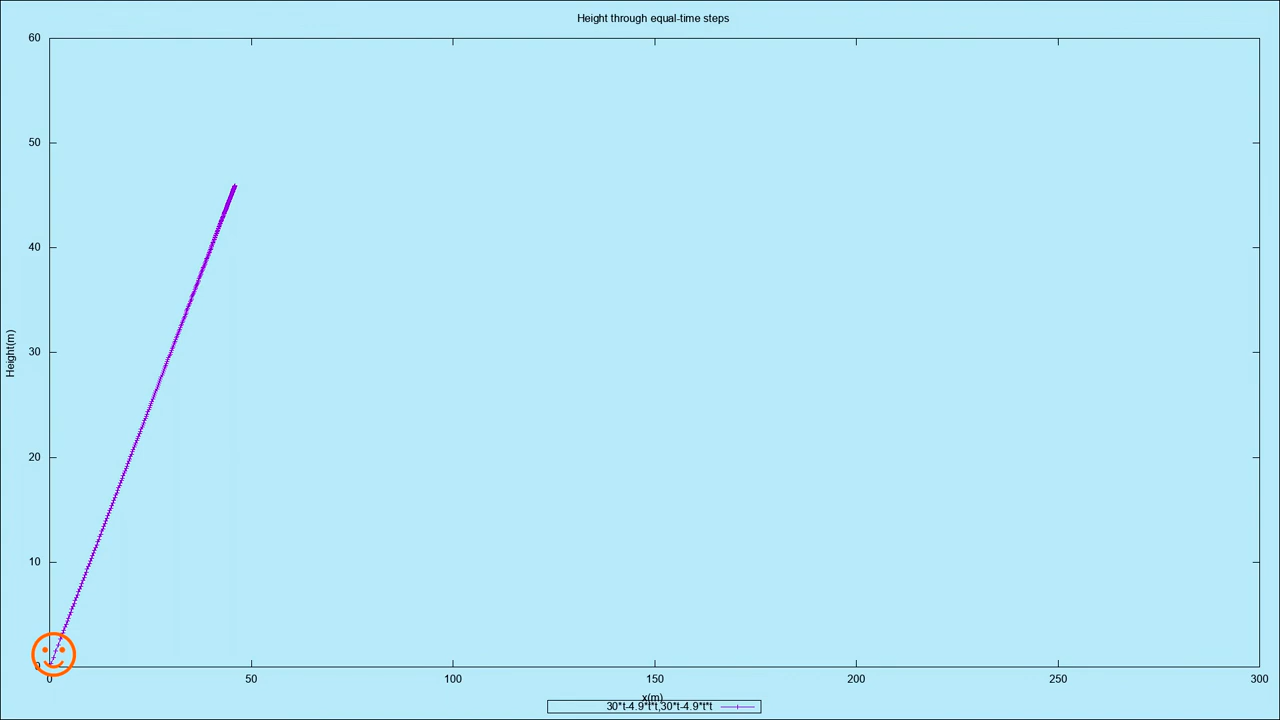 Height through equal-time steps
60
50
40
30
20
10
0
Height(m)
0 50 100 150 200 250 300
x(m)
30*t-4.9*t*t,30*t-4.9*t*t